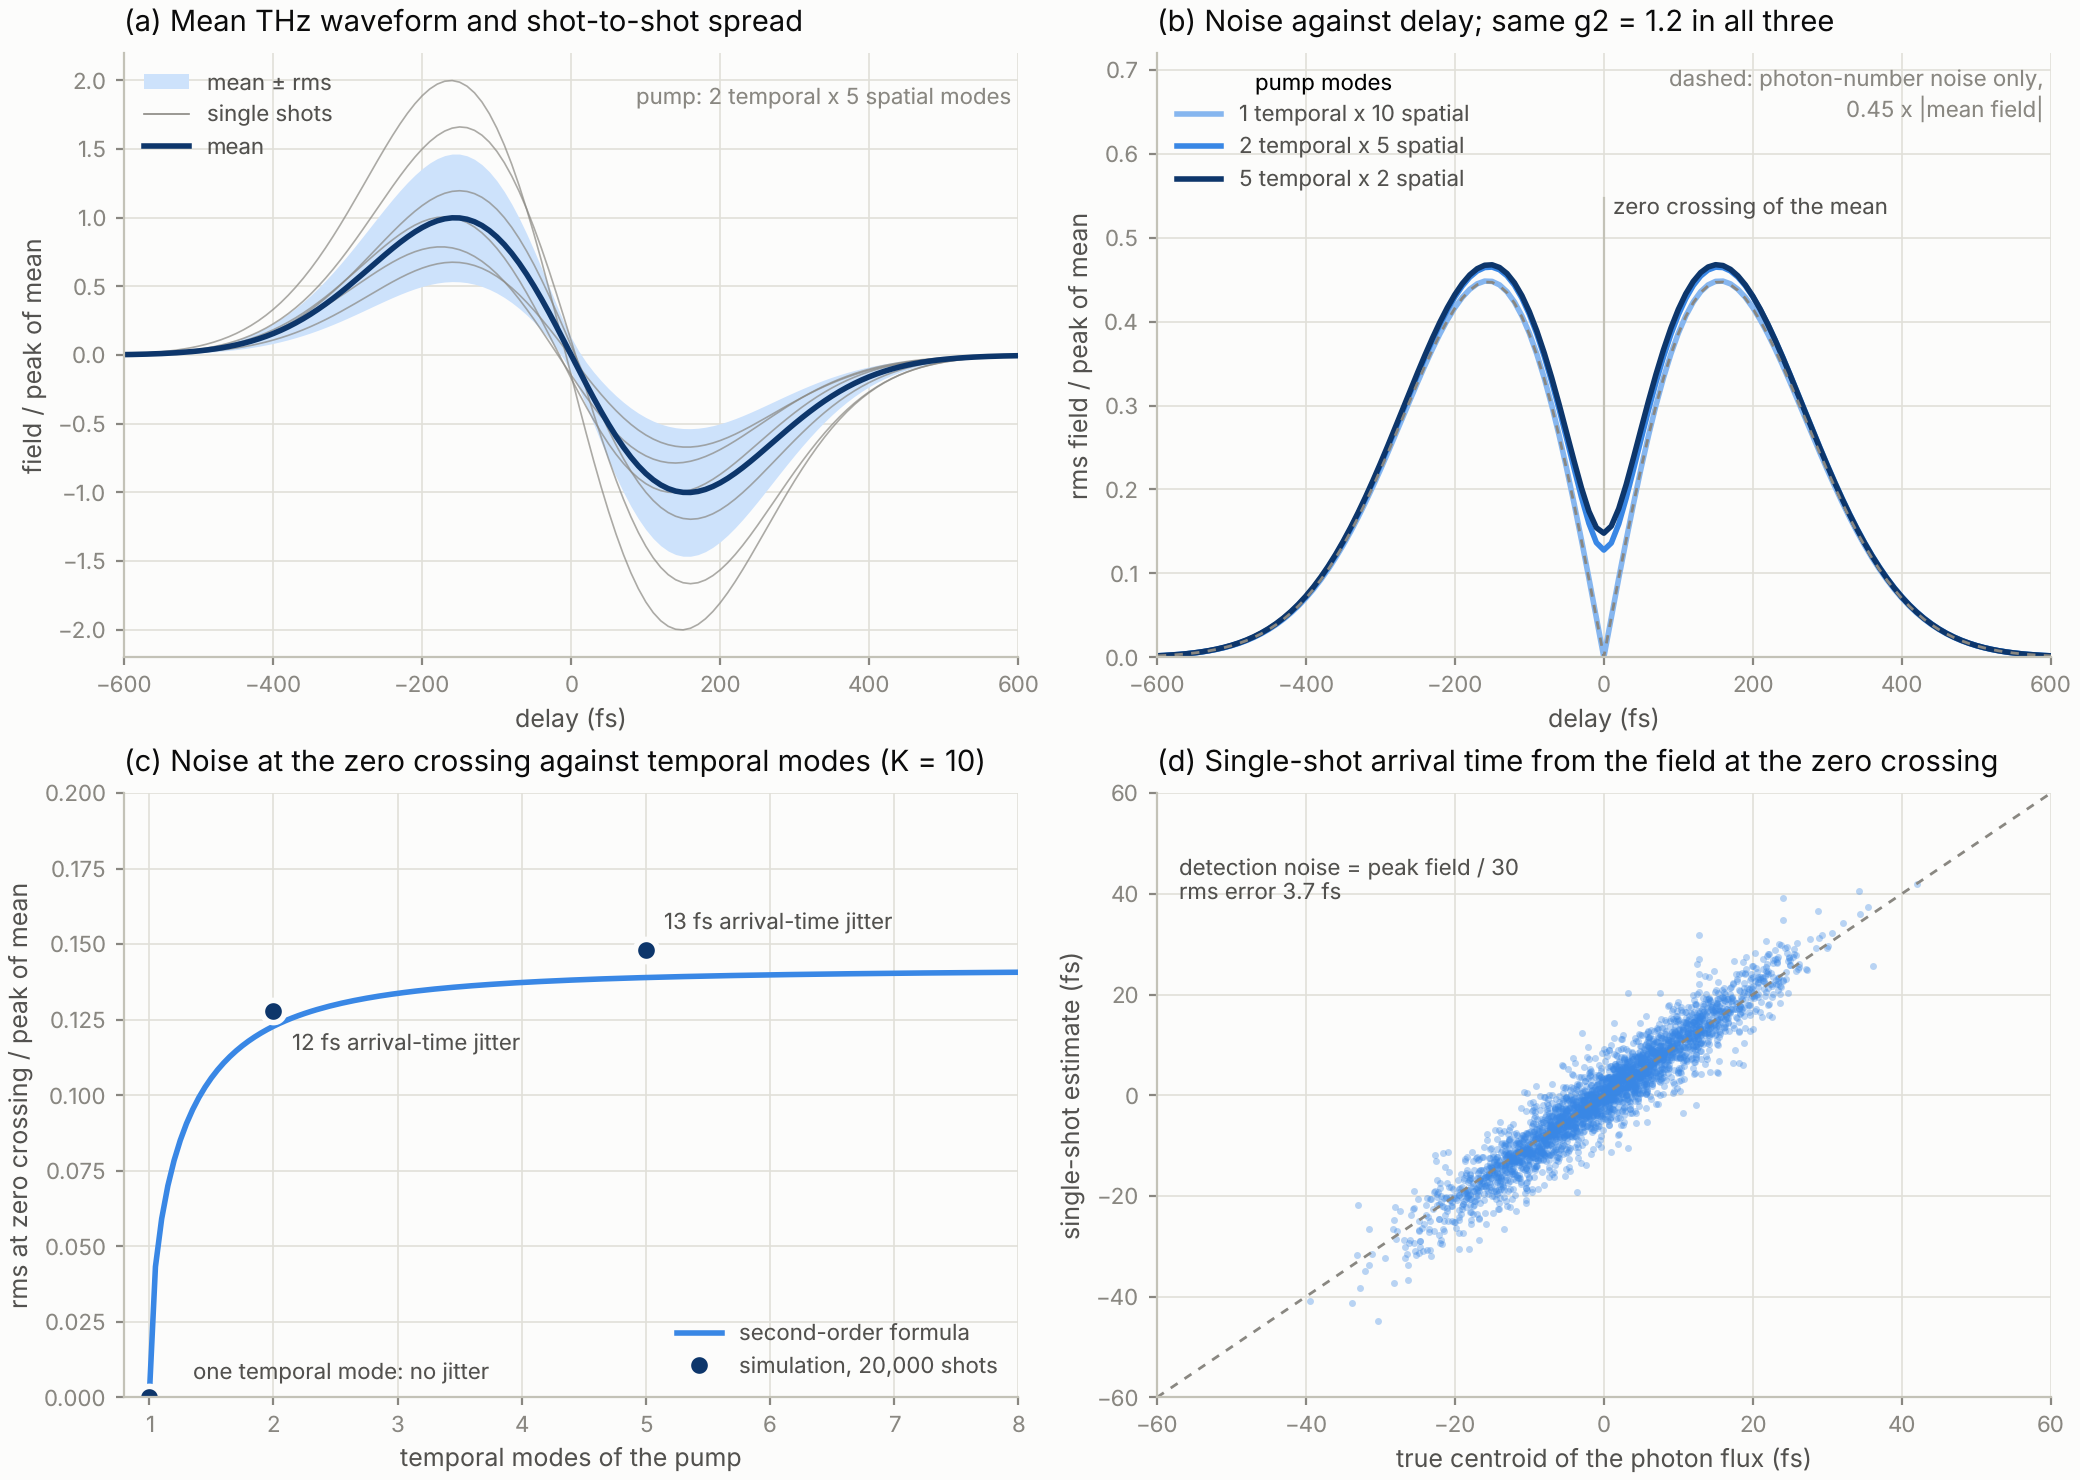 (a) Mean THz waveform and shot-to-shot spread
mean ± rms
single shots
mean
pump: 2 temporal x 5 spatial modes
field / peak of mean
2.0
1.5
1.0
0.5
0.0
−0.5
−1.0
−1.5
−2.0
−600
−400
−200
0
200
400
600
delay (fs)
(b) Noise against delay; same g2 = 1.2 in all three
pump modes
1 temporal x 10 spatial
2 temporal x 5 spatial
5 temporal x 2 spatial
dashed: photon-number noise only,
0.45 x |mean field|
zero crossing of the mean
rms field / peak of mean
0.7
0.6
0.5
0.4
0.3
0.2
0.1
0.0
−600
−400
−200
0
200
400
600
delay (fs)
(c) Noise at the zero crossing against temporal modes (K = 10)
rms at zero crossing / peak of mean
0.200
0.175
0.150
0.125
0.100
0.075
0.050
0.025
0.000
13 fs arrival-time jitter
12 fs arrival-time jitter
one temporal mode: no jitter
second-order formula
simulation, 20,000 shots
1
2
3
4
5
6
7
8
temporal modes of the pump
(d) Single-shot arrival time from the field at the zero crossing
detection noise = peak field / 30
rms error 3.7 fs
single-shot estimate (fs)
60
40
20
0
−20
−40
−60
−60
−40
−20
0
20
40
60
true centroid of the photon flux (fs)